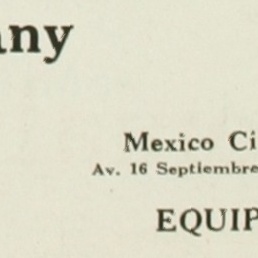 any
Mexico Ci
Av. 16 Septiembre
EQUIP